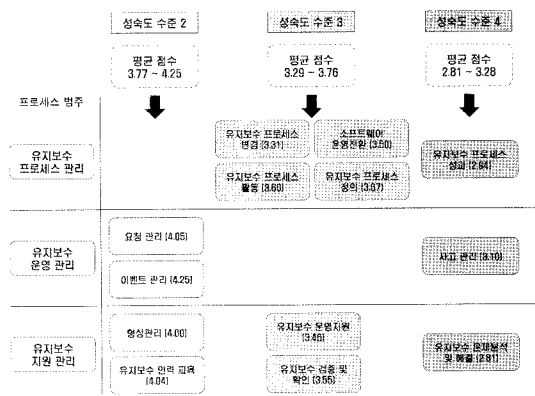 성숙도 수준 2
성숙도 수준 3
성숙도 수준 4
평균 점수
3.77 ~ 4.25
평균 점수
3.29 ~ 3.76
평균 점수
2.81 ~ 3.28
프로세스 범주
유지보수
프로세스 관리
유지보수 프로세스
변경 (3.31)
소프트웨어
운영전환 (3.50)
유지보수 프로세스
활동 (3.60)
유지보수 프로세스
정의 (3.67)
유지보수 프로세스
성과 (2.84)
유지보수
운영 관리
요청 관리 (4.05)
이벤트 관리 (4.25)
사고 관리 (3.10)
유지보수
지원 관리
형상관리 (4.00)
유지보수 인력 교육
(4.04)
유지보수 운영지원
(3.46)
유지보수 검증 및
확인 (3.55)
유지보수 문제분석
및 해결 (2.81)